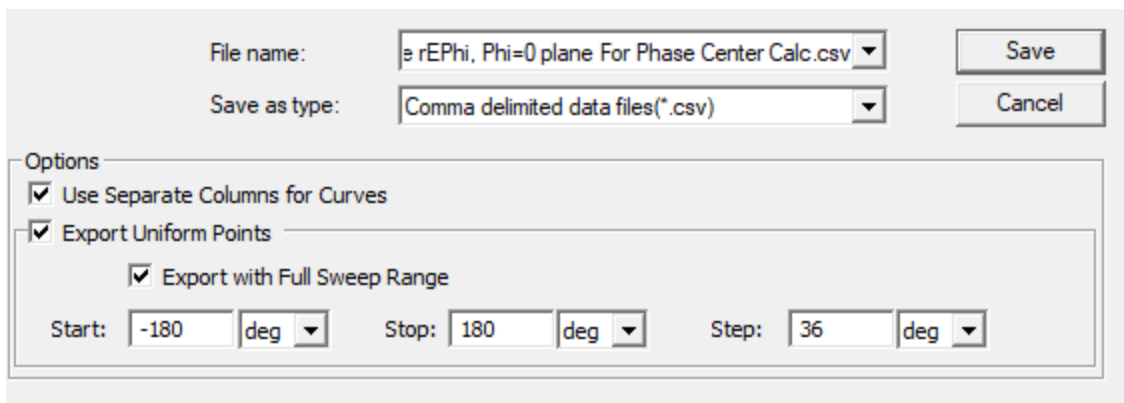 File name: e rEPhi, Phi=0 plane For Phase Center Calc.csv Save
Save as type: Comma delimited data files(*.csv) Cancel
Options
Use Separate Columns for Curves
Export Uniform Points
Export with Full Sweep Range
Start: -180 deg Stop: 180 deg Step: 36 deg